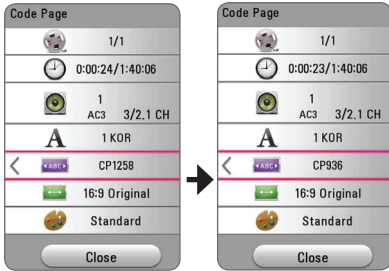 Code Page
1/1
0:00:24/1:40:06
1
AC3 3/2.1 CH
A 1 KOR
ABC CP1258
16:9 Original
Standard
Close
Code Page
1/1
0:00:23/1:40:06
1
AC3 3/2.1 CH
A 1 KOR
ABC CP936
16:9 Original
Standard
Close